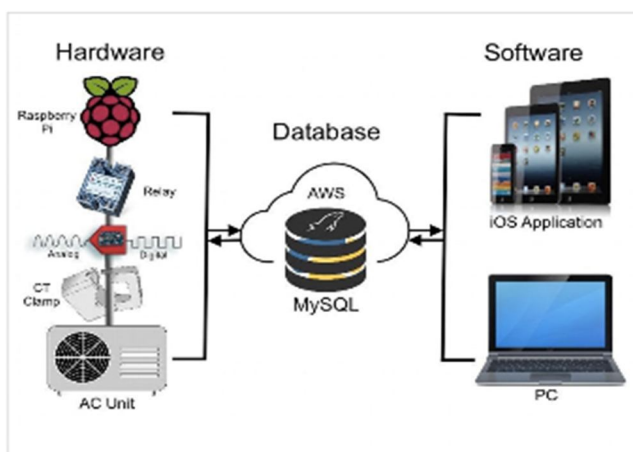 Hardware
Raspberry
Pi
Relay
Analog
Digital
CT
Clamp
AC Unit
Database
AWS
MySQL
Software
iOS Application
PC